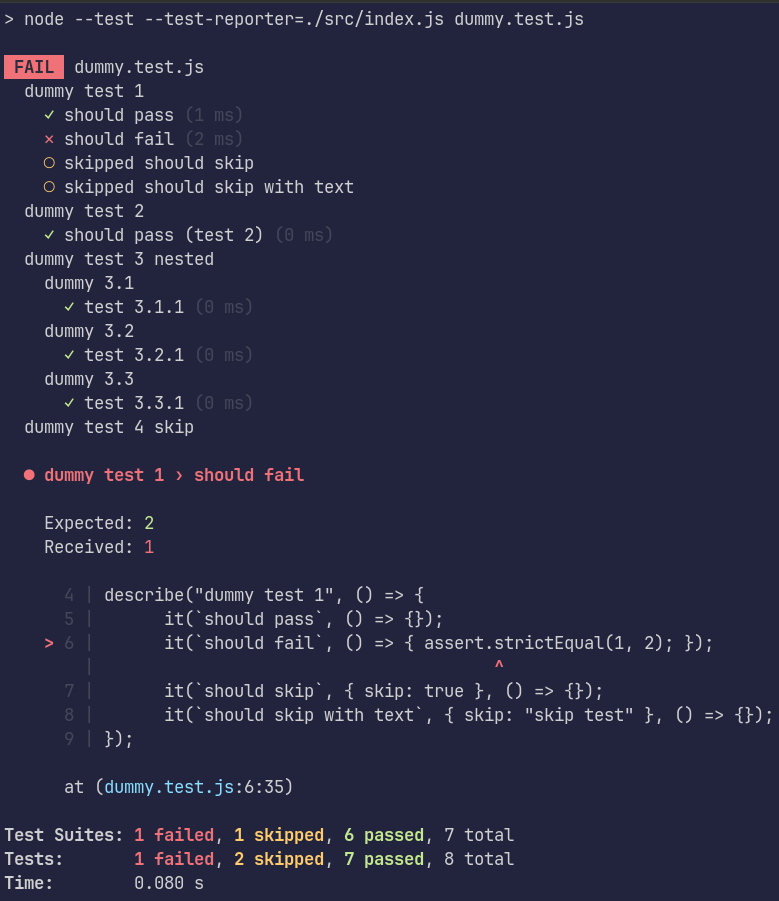 > node --test --test-reporter=./src/index.js dummy.test.js
FAIL dummy.test.js
dummy test 1
✓ should pass (1 ms)
✕ should fail (2 ms)
○ skipped should skip
○ skipped should skip with text
dummy test 2
✓ should pass (test 2) (0 ms)
dummy test 3 nested
dummy 3.1
✓ test 3.1.1 (0 ms)
dummy 3.2
✓ test 3.2.1 (0 ms)
dummy 3.3
✓ test 3.3.1 (0 ms)
dummy test 4 skip
● dummy test 1 › should fail
Expected: 2
Received: 1
4 | describe("dummy test 1", () => {
5 |       it(`should pass`, () => {});
> 6 |       it(`should fail`, () => { assert.strictEqual(1, 2); });
|                                         ^
7 |       it(`should skip`, { skip: true }, () => {});
8 |       it(`should skip with text`, { skip: "skip test" }, () => {});
9 | });
at (dummy.test.js:6:35)
Test Suites: 1 failed, 1 skipped, 6 passed, 7 total
Tests:       1 failed, 2 skipped, 7 passed, 8 total
Time:        0.080 s